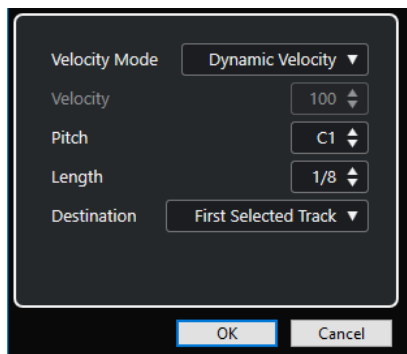 Velocity Mode Dynamic Velocity
Velocity 100
Pitch C1
Length 1/8
Destination First Selected Track
OK Cancel